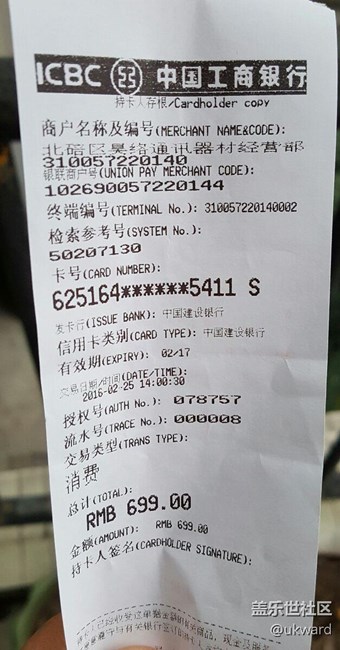 ICBC 中国工商银行
持卡人存根/Cardholder copy
商户名称及编号(MERCHANT NAME&CODE):
北碚区昊络通讯器材经营部
310057220140
银联商户号(UNION PAY MERCHANT CODE):
102690057220144
终端编号(TERMINAL No.): 310057220140002
检索参考号(SYSTEM No.):
50207130
卡号(CARD NUMBER):
625164******5411 S
发卡行(ISSUE BANK): 中国建设银行
信用卡类别(CARD TYPE): 中国建设银行
有效期(EXPIRY): 02/17
交易日期/时间(DATE/TIME):
2016-02-25 14:00:30
授权号(AUTH No.): 078757
流水号(TRACE No.): 000008
交易类型(TRANS TYPE):
消费
总计(TOTAL):
RMB 699.00
金额(AMOUNT): RMB 699.00
持卡人签名(CARDHOLDER SIGNATURE):
盖乐世社区
@ukward